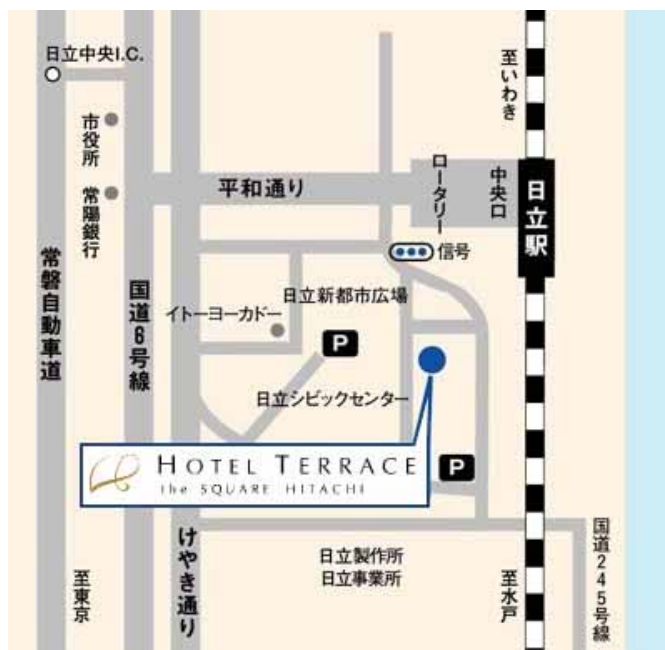 日立中央I.C.
至いわき
市役所
ロータリー
中央口
平和通り
日立駅
常陽銀行
信号
常磐自動車道
国道6号線
日立新都市広場
イトーヨーカドー
P
日立シビックセンター
HOTEL TERRACE
the SQUARE HITACHI
P
けやき通り
至東京
日立製作所
日立事業所
至水戸
国道245号線